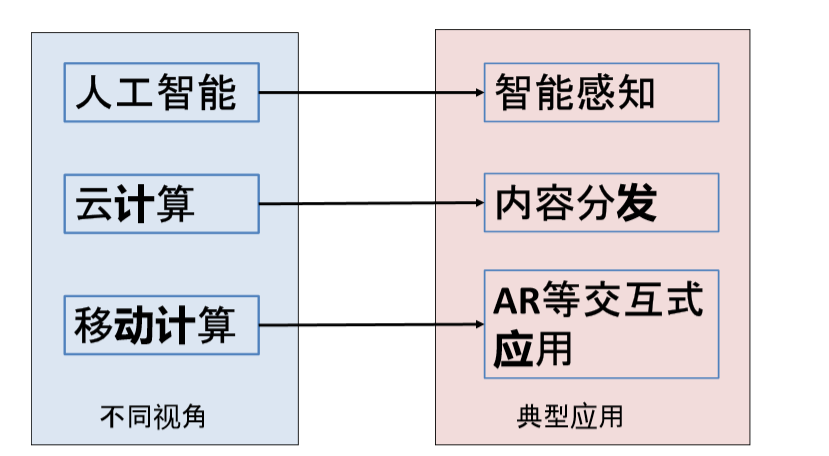 人工智能
智能感知
云计算
内容分发
移动计算
AR等交互式
应用
不同视角
典型应用